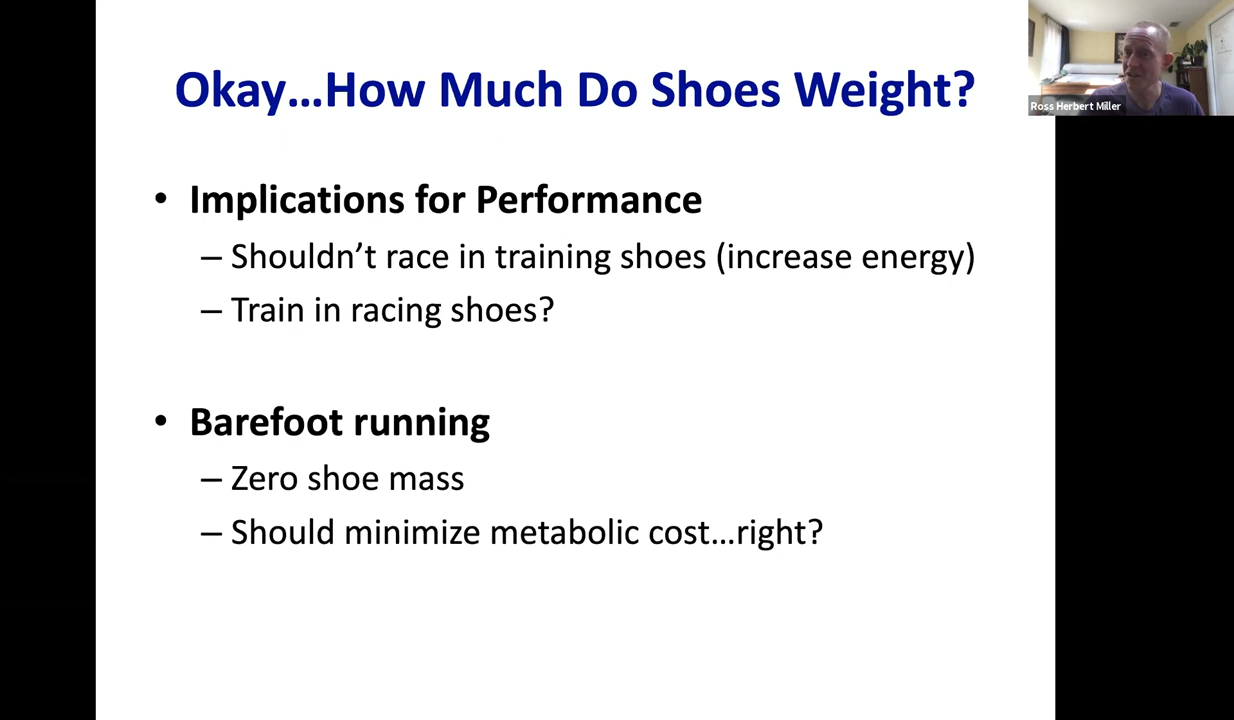 Okay…How Much Do Shoes Weight?
Ross Herbert Miller
• Implications for Performance
– Shouldn’t race in training shoes (increase energy)
– Train in racing shoes?
• Barefoot running
– Zero shoe mass
– Should minimize metabolic cost…right?